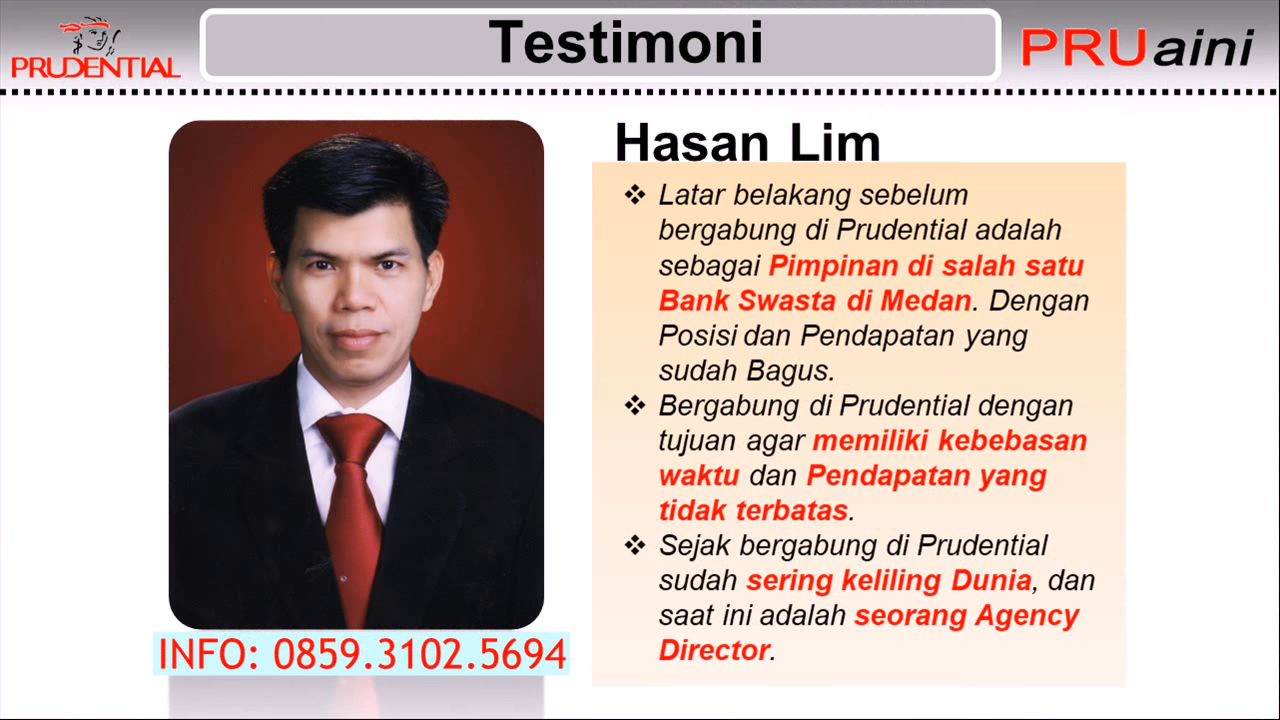 PRUDENTIAL
Testimoni
PRUaini
Hasan Lim
❖ Latar belakang sebelum
bergabung di Prudential adalah
sebagai Pimpinan di salah satu
Bank Swasta di Medan. Dengan
Posisi dan Pendapatan yang
sudah Bagus.
❖ Bergabung di Prudential dengan
tujuan agar memiliki kebebasan
waktu dan Pendapatan yang
tidak terbatas.
❖ Sejak bergabung di Prudential
sudah sering keliling Dunia, dan
saat ini adalah seorang Agency
Director.
INFO: 0859.3102.5694